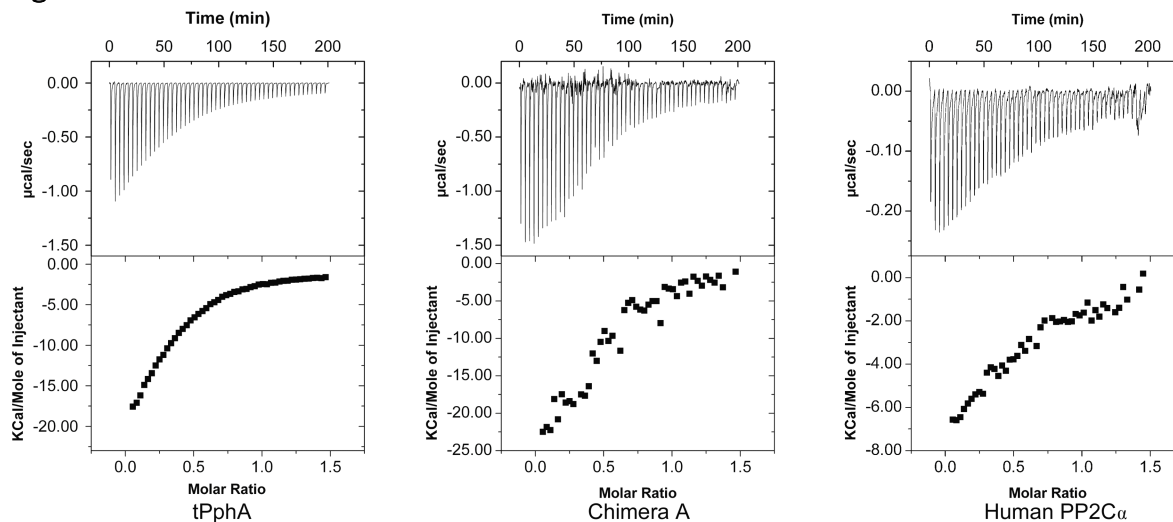 Time (min)
0 50 100 150 200
0.00
-0.50
-1.00
-1.50
µcal/sec
0.00
-5.00
-10.00
-15.00
-20.00
KCal/Mole of Injectant
0.0 0.5 1.0 1.5
Molar Ratio
tPphA
Time (min)
0 50 100 150 200
0.00
-0.50
-1.00
-1.50
µcal/sec
0.00
-5.00
-10.00
-15.00
-20.00
-25.00
KCal/Mole of Injectant
0.0 0.5 1.0 1.5
Molar Ratio
Chimera A
Time (min)
0 50 100 150 200
0.00
-0.10
-0.20
µcal/sec
0.00
-2.00
-4.00
-6.00
-8.00
KCal/Mole of Injectant
0.0 0.5 1.0 1.5
Molar Ratio
Human PP2Cα